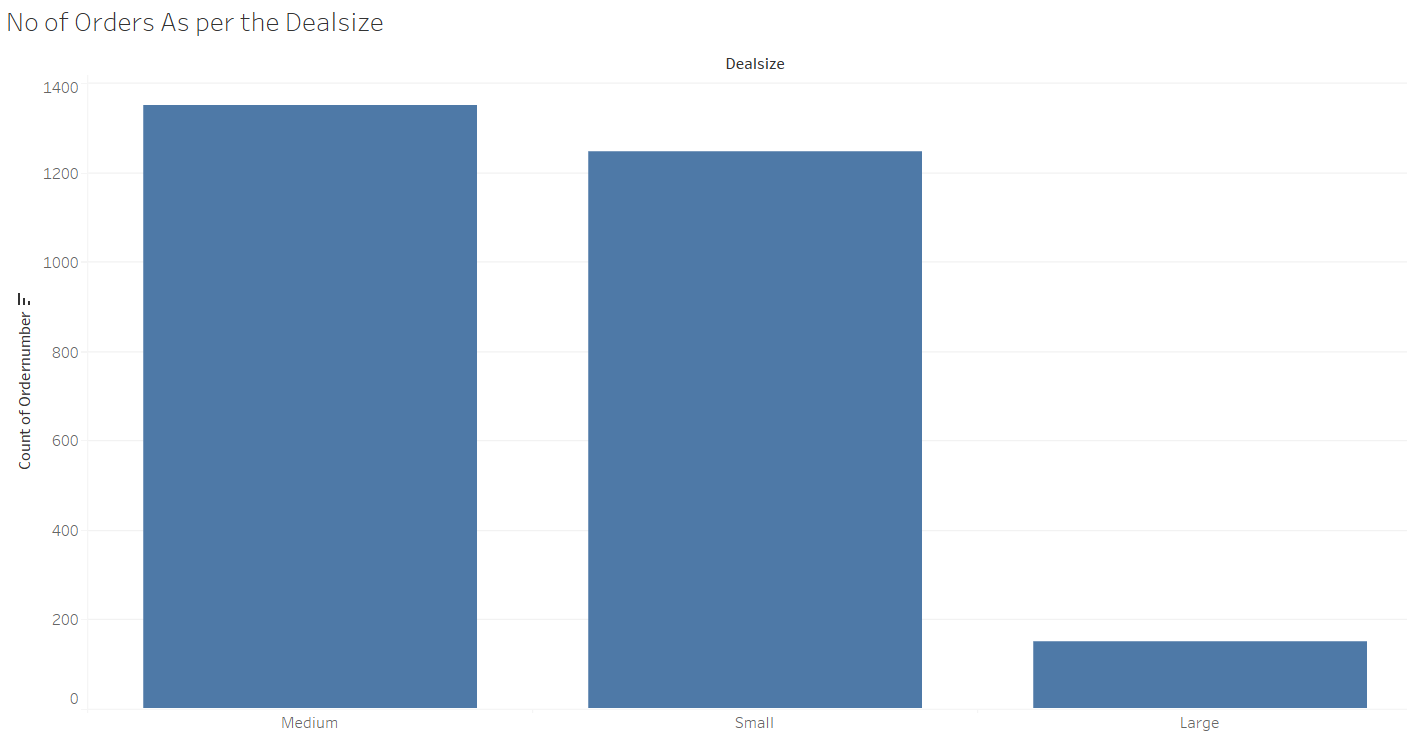 No of Orders As per the Dealsize
Dealsize
Count of Ordernumber
1400
1200
1000
800
600
400
200
0
Medium
Small
Large